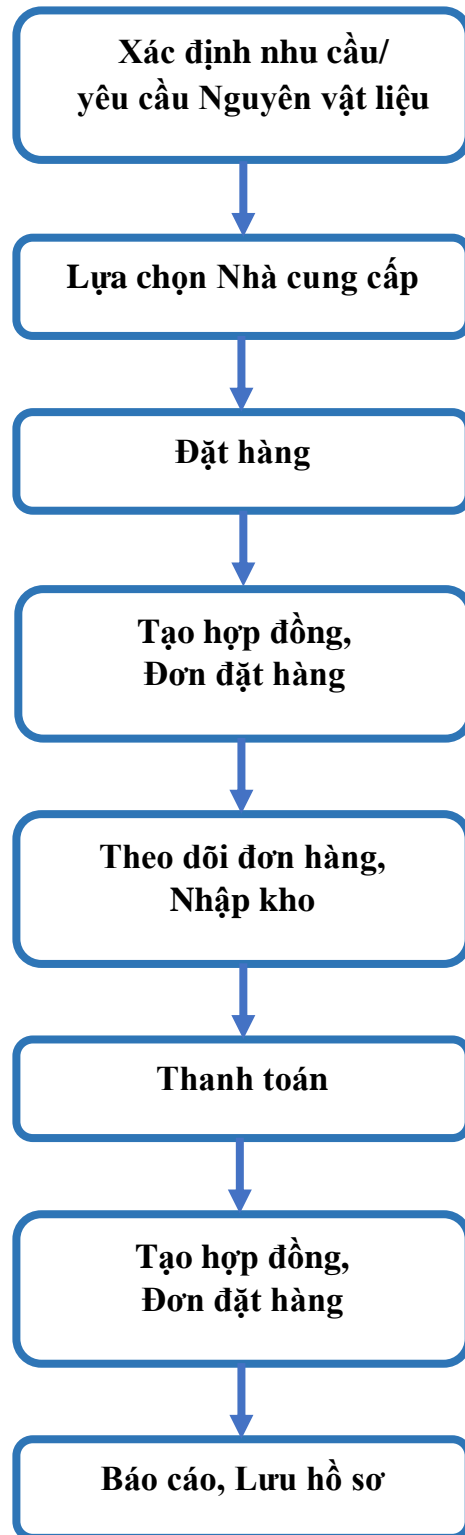 Xác định nhu cầu/
yêu cầu Nguyên vật liệu
Lựa chọn Nhà cung cấp
Đặt hàng
Tạo hợp đồng,
Đơn đặt hàng
Theo dõi đơn hàng,
Nhập kho
Thanh toán
Tạo hợp đồng,
Đơn đặt hàng
Báo cáo, Lưu hồ sơ